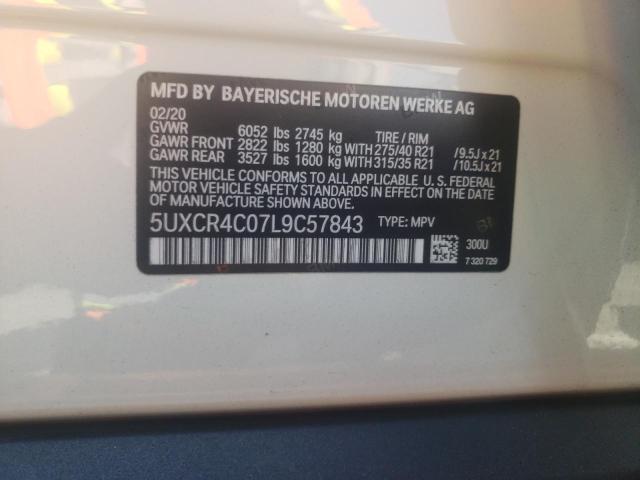 MFD BY BAYERISCHE MOTOREN WERKE AG
02/20
GVWR 6052 lbs 2745 kg TIRE / RIM
GAWR FRONT 2822 lbs 1280 kg WITH 275/40 R21 /9.5J x 21
GAWR REAR 3527 lbs 1600 kg WITH 315/35 R21 /10.5J x 21
THIS VEHICLE CONFORMS TO ALL APPLICABLE U.S. FEDERAL
MOTOR VEHICLE SAFETY STANDARDS IN EFFECT ON THE DATE
OF MANUFACTURE SHOWN ABOVE.
5UXCR4C07L9C57843 TYPE: MPV
300U
7 320 729